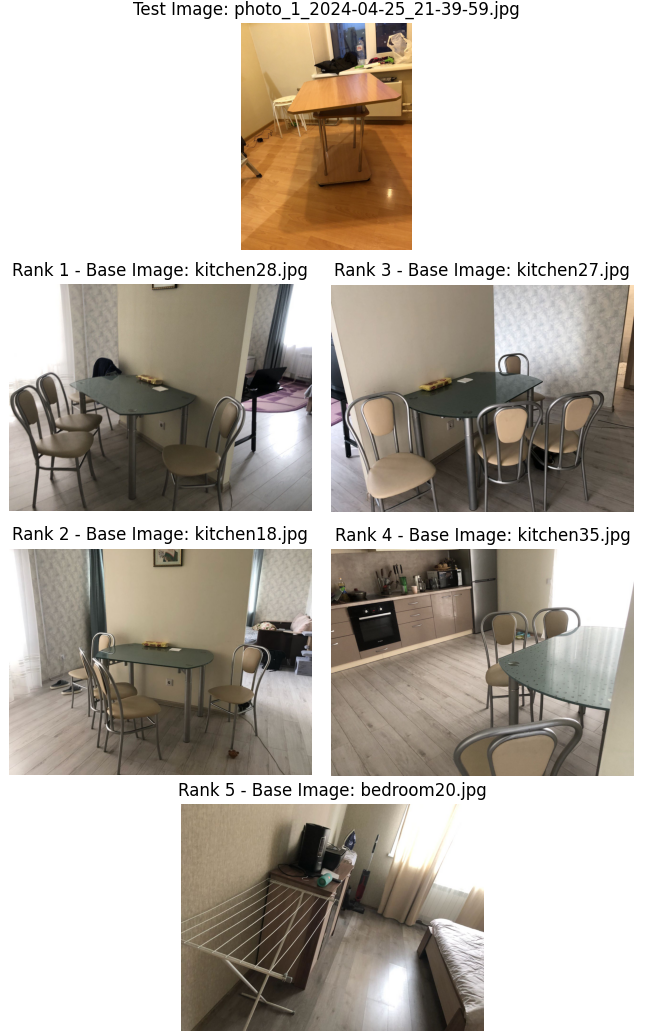 Test Image: photo_1_2024-04-25_21-39-59.jpg
Rank 1 - Base Image: kitchen28.jpg
Rank 3 - Base Image: kitchen27.jpg
Rank 2 - Base Image: kitchen18.jpg
Rank 4 - Base Image: kitchen35.jpg
Rank 5 - Base Image: bedroom20.jpg